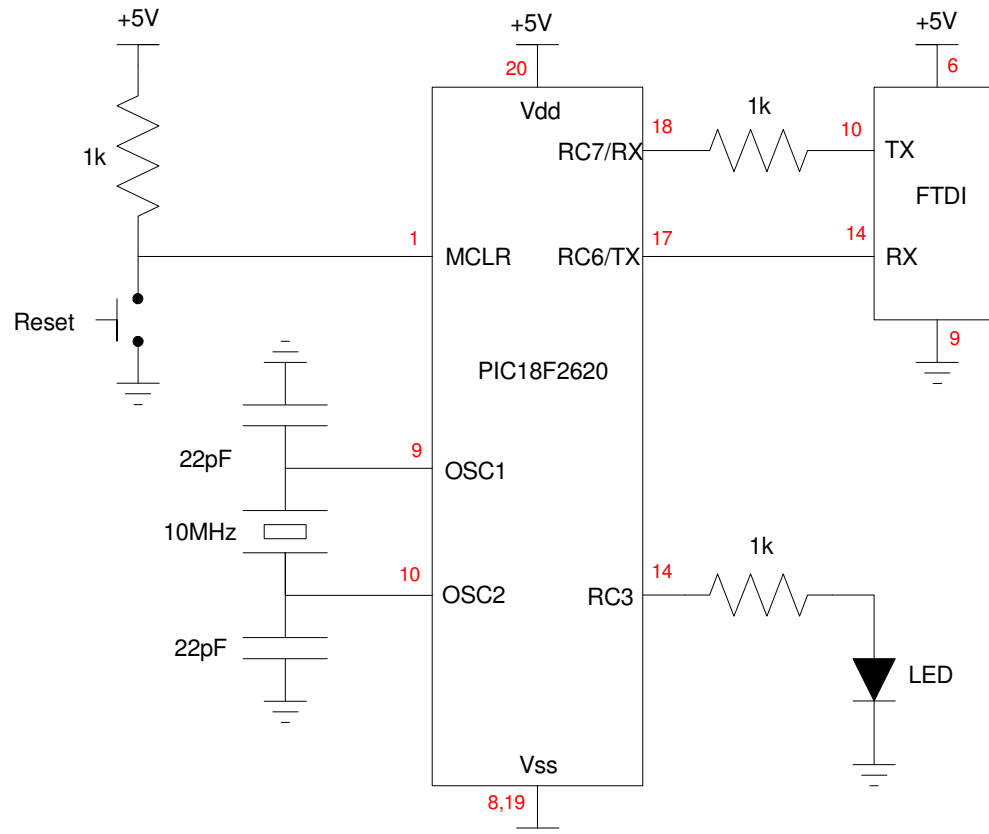 +5V
+5V
+5V
20
6
Vdd
1k
18
10
1k
RC7/RX
TX
FTDI
1
17
14
MCLR
RC6/TX
RX
Reset
9
PIC18F2620
22pF
9
OSC1
10MHz
1k
10
14
OSC2
RC3
22pF
LED
Vss
8,19